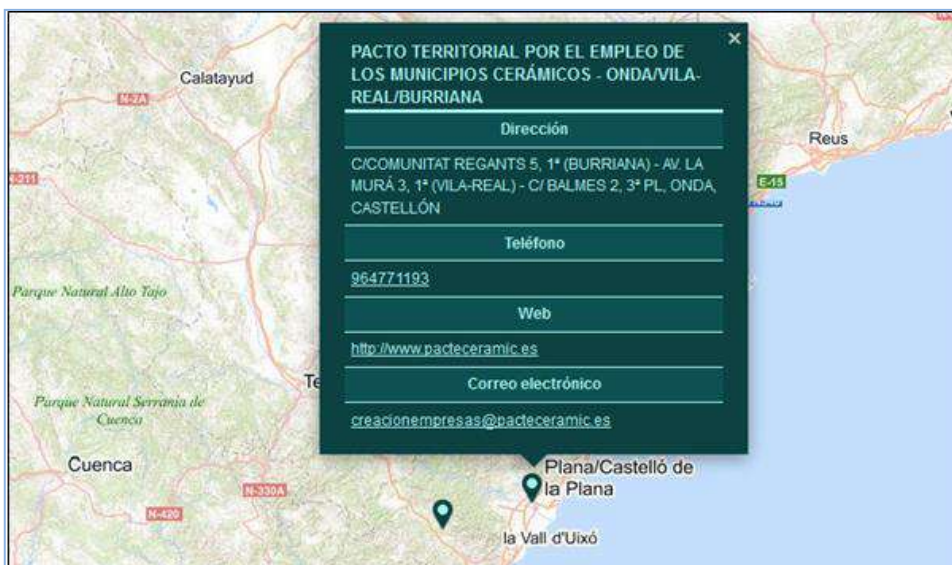 PACTO TERRITORIAL POR EL EMPLEO DE
LOS MUNICIPIOS CERÁMICOS - ONDA/VILA-
REAL/BURRIANA
×
Dirección
C/COMUNITAT REGANTS 5, 1ª (BURRIANA) - AV. LA
MURÀ 3, 1ª (VILA-REAL) - C/ BALMES 2, 3ª PL, ONDA,
CASTELLÓN
Teléfono
964771193
Web
http://www.pacteceramic.es
Correo electrónico
creacionempresas@pacteceramic.es
Calatayud
N-2A
Reus
E-15
N-211
Parque Natural Alto Tajo
Te
Parque Natural Serranía de
Cuenca
Cuenca
N-330A
N-420
Plana/Castelló de
la Plana
la Vall d'Uixó